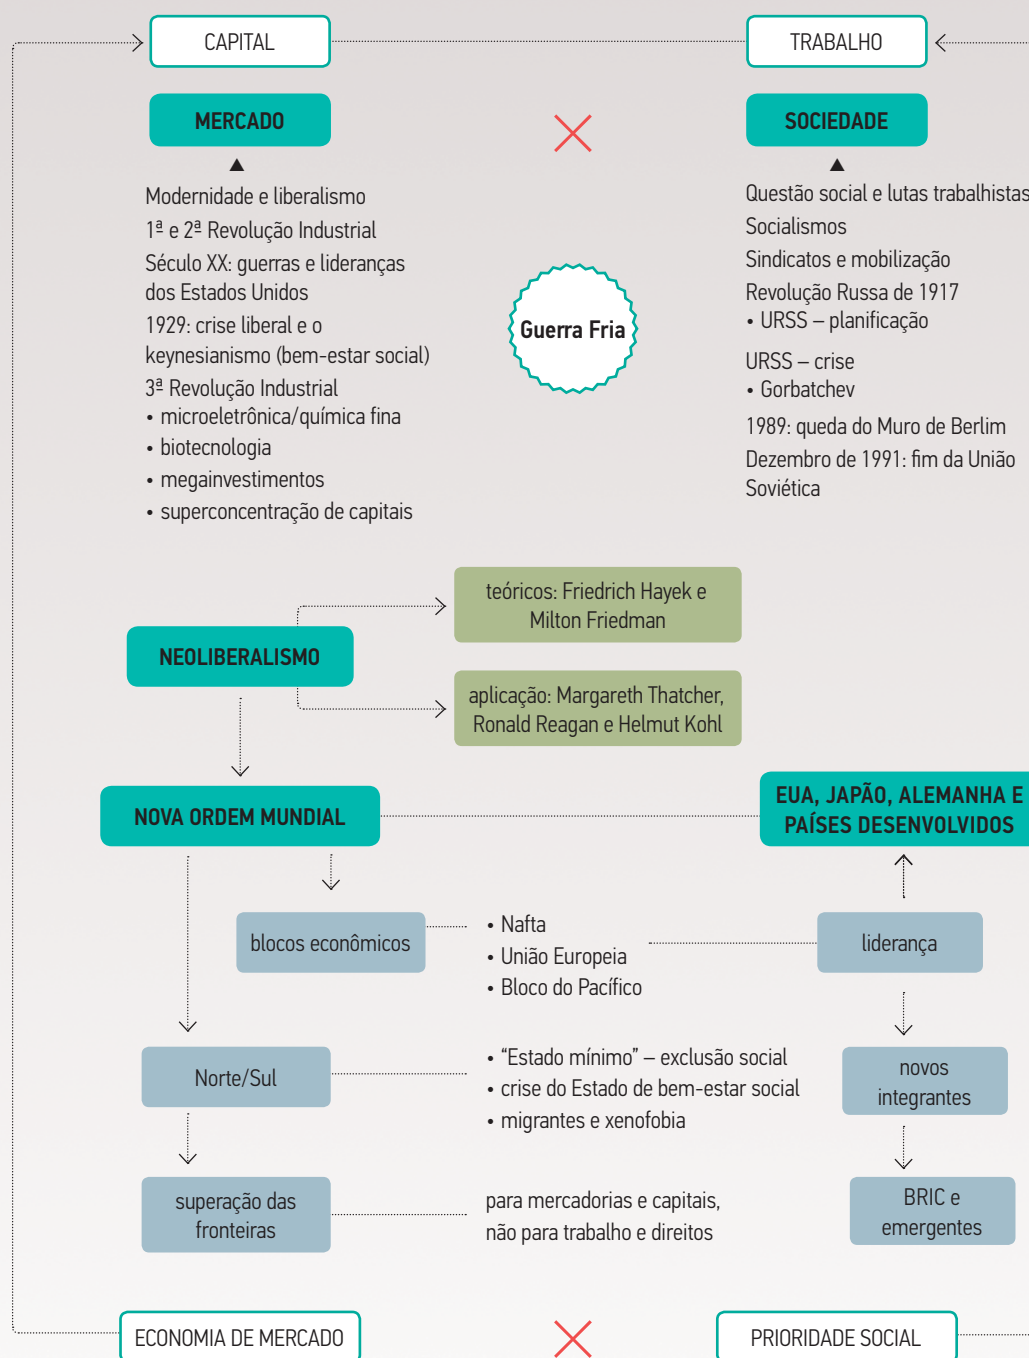 CAPITAL
TRABALHO
MERCADO
SOCIEDADE
Modernidade e liberalismo
1ª e 2ª Revolução Industrial
Século XX: guerras e lideranças
dos Estados Unidos
1929: crise liberal e o
keynesianismo (bem-estar social)
3ª Revolução Industrial
• microeletrônica/química fina
• biotecnologia
• megainvestimentos
• superconcentração de capitais
Guerra Fria
Questão social e lutas trabalhistas
Socialismos
Sindicatos e mobilização
Revolução Russa de 1917
• URSS – planificação
URSS – crise
• Gorbatchev
1989: queda do Muro de Berlim
Dezembro de 1991: fim da União
Soviética
NEOLIBERALISMO
teóricos: Friedrich Hayek e
Milton Friedman
aplicação: Margareth Thatcher,
Ronald Reagan e Helmut Kohl
NOVA ORDEM MUNDIAL
EUA, JAPÃO, ALEMANHA E
PAÍSES DESENVOLVIDOS
blocos econômicos
• Nafta
• União Europeia
• Bloco do Pacífico
liderança
Norte/Sul
• “Estado mínimo” – exclusão social
• crise do Estado de bem-estar social
• migrantes e xenofobia
novos
integrantes
superação das
fronteiras
para mercadorias e capitais,
não para trabalho e direitos
BRIC e
emergentes
ECONOMIA DE MERCADO
PRIORIDADE SOCIAL